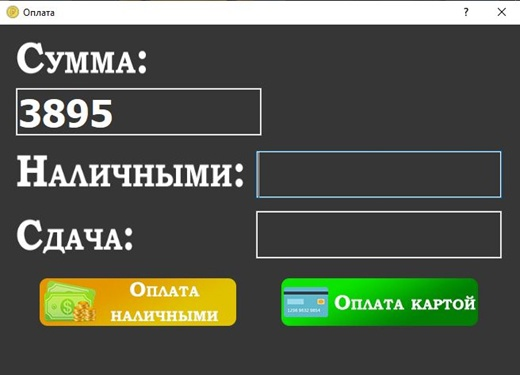 Оплата
?
Сумма:
3895
Наличными:
Сдача:
Оплата
наличными
Оплата картой